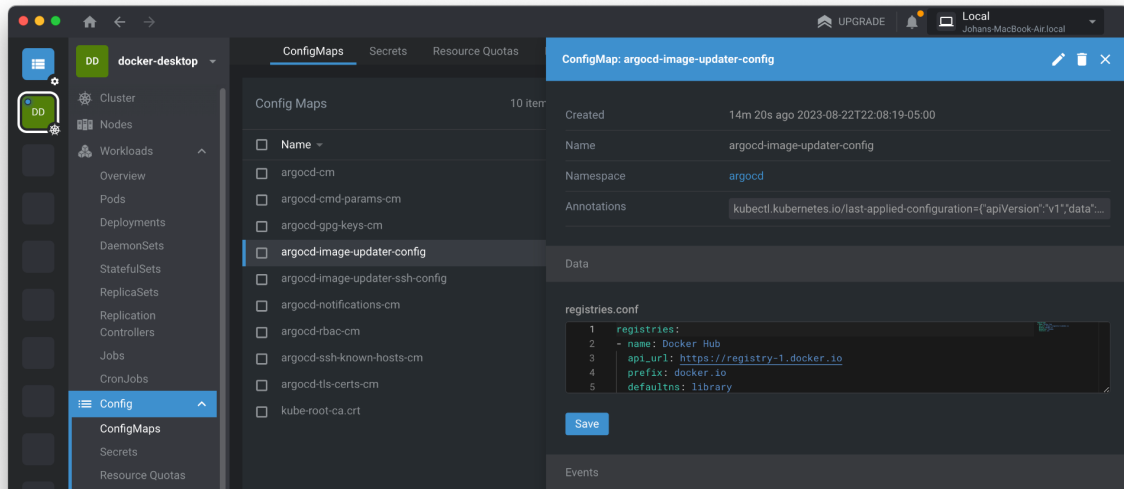 UPGRADE
Local
Johans-MacBook-Air.local
DD
docker-desktop
DD
Cluster
Nodes
Workloads
Overview
Pods
Deployments
DaemonSets
StatefulSets
ReplicaSets
Replication
Controllers
Jobs
CronJobs
Config
ConfigMaps
Secrets
Resource Quotas
ConfigMaps Secrets Resource Quotas
Config Maps 10 item
Name
argocd-cm
argocd-cmd-params-cm
argocd-gpg-keys-cm
argocd-image-updater-config
argocd-image-updater-ssh-config
argocd-notifications-cm
argocd-rbac-cm
argocd-ssh-known-hosts-cm
argocd-tls-certs-cm
kube-root-ca.crt
ConfigMap: argocd-image-updater-config
Created 14m 20s ago 2023-08-22T22:08:19-05:00
Name argocd-image-updater-config
Namespace argocd
Annotations kubectl.kubernetes.io/last-applied-configuration={"apiVersion":"v1","data":...
Data
registries.conf
1 registries:
2 - name: Docker Hub
3 api_url: https://registry-1.docker.io
4 prefix: docker.io
5 defaultns: library
Save
Events